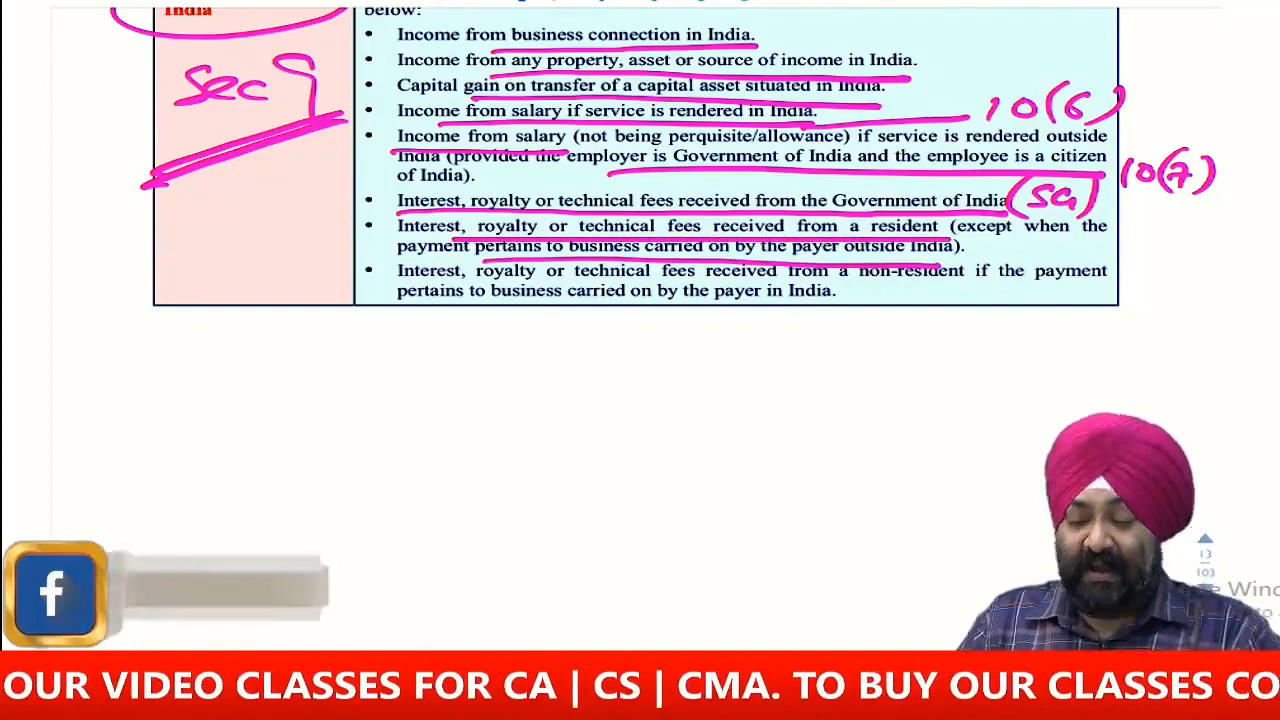 India
below:
• Income from business connection in India.
• Income from any property, asset or source of income in India.
• Capital gain on transfer of a capital asset situated in India.
• Income from salary if service is rendered in India.
• Income from salary (not being perquisite/allowance) if service is rendered outside
India (provided the employer is Government of India and the employee is a citizen
of India).
• Interest, royalty or technical fees received from the Government of India
• Interest, royalty or technical fees received from a resident (except when the
payment pertains to business carried on by the payer outside India).
• Interest, royalty or technical fees received from a non-resident if the payment
pertains to business carried on by the payer in India.
Sec 9
10(6)
10(7)
f
13
103
OUR VIDEO CLASSES FOR CA | CS | CMA. TO BUY OUR CLASSES CO